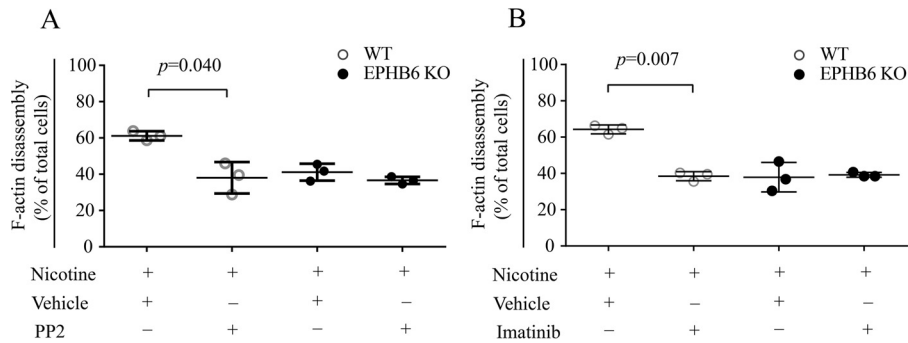 A
WT
EPHB6 KO
p=0.040
F-actin disassembly
(% of total cells)
100
80
60
40
20
0
Nicotine + + + +
Vehicle + – + –
PP2 – + – +
B
WT
EPHB6 KO
p=0.007
F-actin disassembly
(% of total cells)
100
80
60
40
20
0
Nicotine + + + +
Vehicle + – + –
Imatinib – + – +